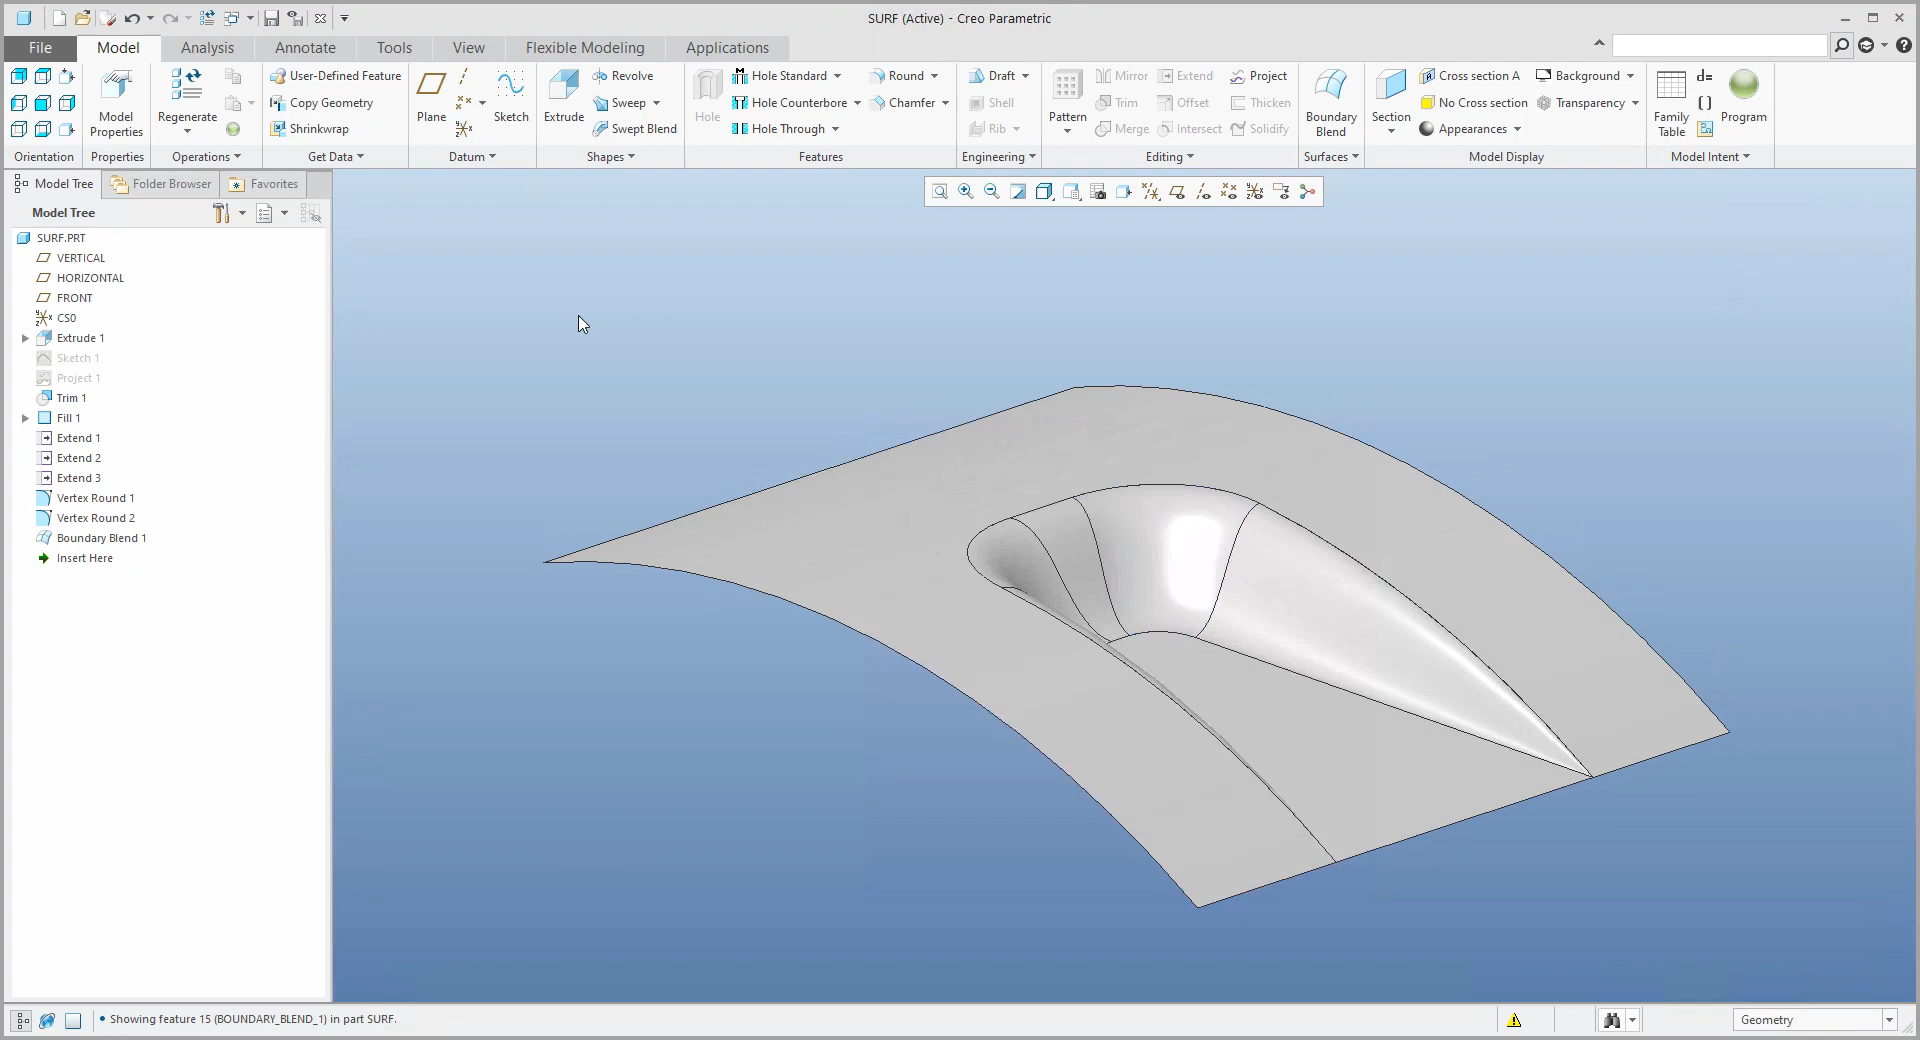 SURF (Active) - Creo Parametric
File
Model
Analysis
Annotate
Tools
View
Flexible Modeling
Applications
Model Properties
Regenerate
User-Defined Feature
Copy Geometry
Shrinkwrap
Plane
Sketch
Extrude
Revolve
Sweep
Swept Blend
Hole
Hole Standard
Hole Counterbore
Hole Through
Round
Chamfer
Draft
Shell
Rib
Pattern
Mirror
Extend
Project
Trim
Offset
Thicken
Merge
Intersect
Solidify
Boundary Blend
Section
Cross section A
No Cross section
Appearances
Background
Transparency
Family Table
d=
Program
Orientation
Properties
Operations
Get Data
Datum
Shapes
Features
Engineering
Editing
Surfaces
Model Display
Model Intent
Model Tree
Folder Browser
Favorites
Model Tree
SURF.PRT
VERTICAL
HORIZONTAL
FRONT
CS0
Extrude 1
Sketch 1
Project 1
Trim 1
Fill 1
Extend 1
Extend 2
Extend 3
Vertex Round 1
Vertex Round 2
Boundary Blend 1
Insert Here
• Showing feature 15 (BOUNDARY_BLEND_1) in part SURF.
Geometry